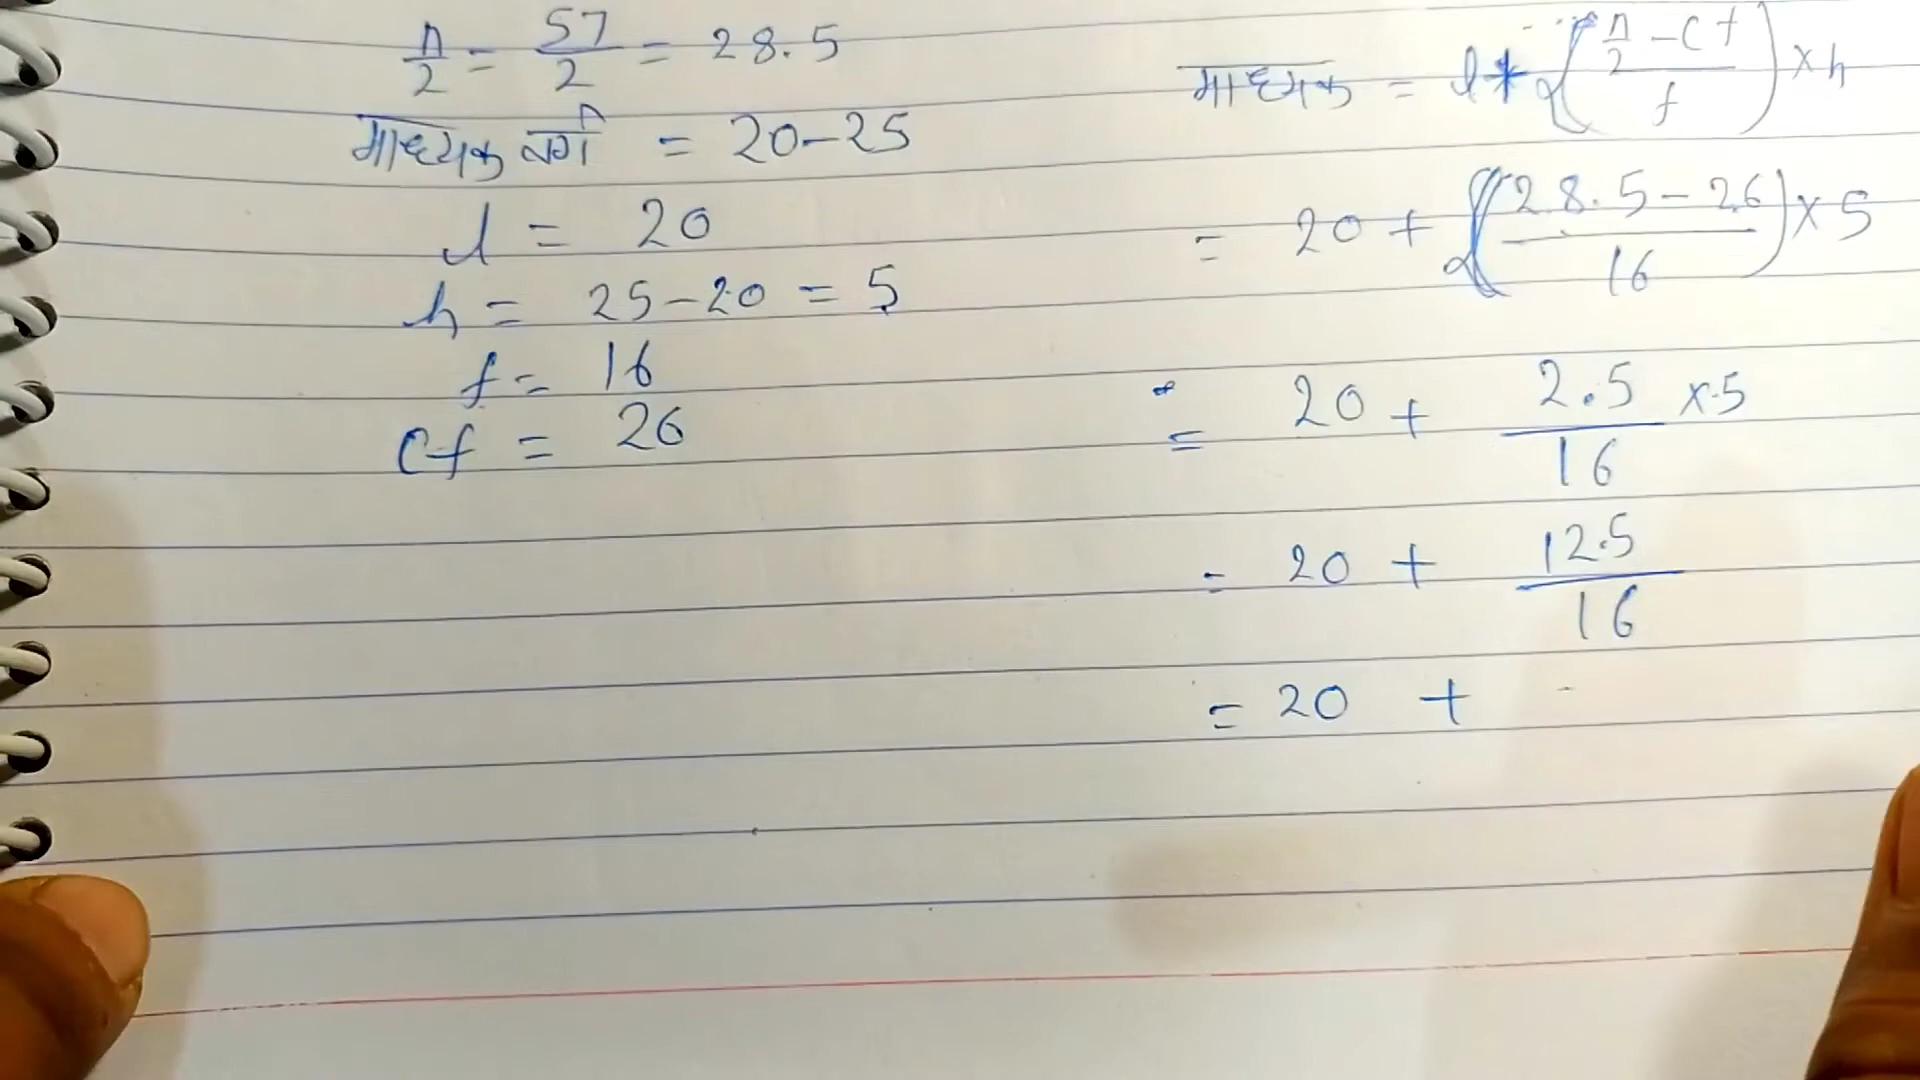 n/2 = 57/2 = 28.5
माध्यक वर्ग = 20-25
l = 20
h = 25-20 = 5
f = 16
cf = 26
माध्यक = l + ((n/2 - cf)/f) × h
= 20 + ((28.5-26)/16) × 5
= 20 + 2.5/16 × 5
= 20 + 12.5/16
= 20 +